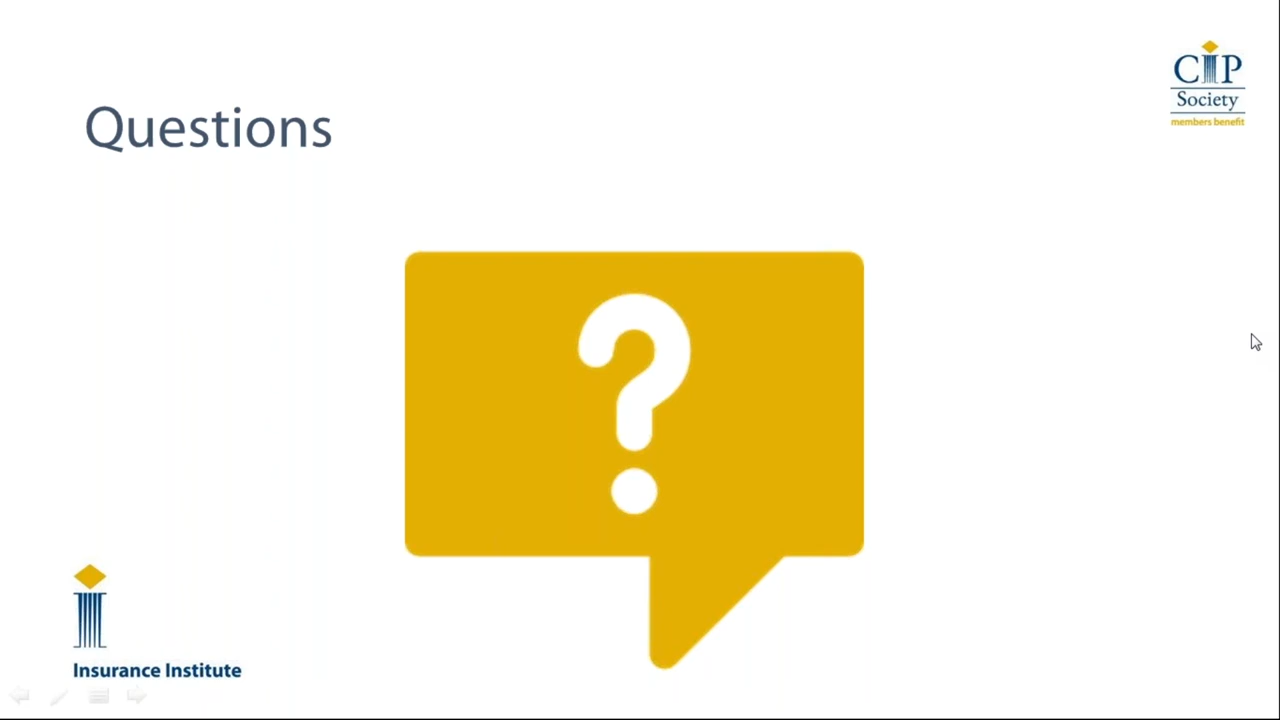 Questions
CIP
Society
members benefit
?
Insurance Institute